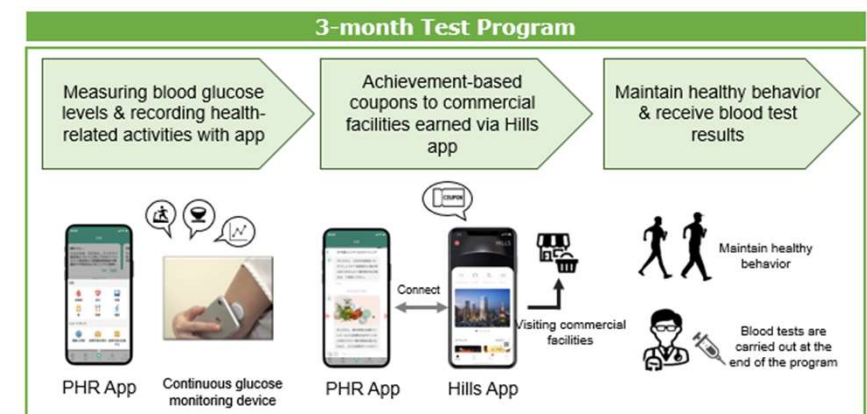 3-month Test Program
Measuring blood glucose
levels & recording health-
related activities with app
Achievement-based
coupons to commercial
facilities earned via Hills
app
Maintain healthy behavior
& receive blood test
results
COUPON
HILLS
Connect
Visiting commercial
facilities
Maintain healthy
behavior
Blood tests are
carried out at the
end of the program
PHR App
Continuous glucose
monitoring device
PHR App
Hills App